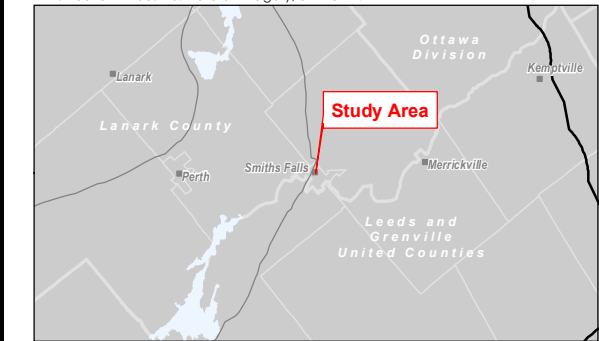 Ottawa
Division
Kemptville
Lanark
Study Area
Lanark County
Smiths Falls
Merrickville
Perth
Leeds and
Grenville
United Counties